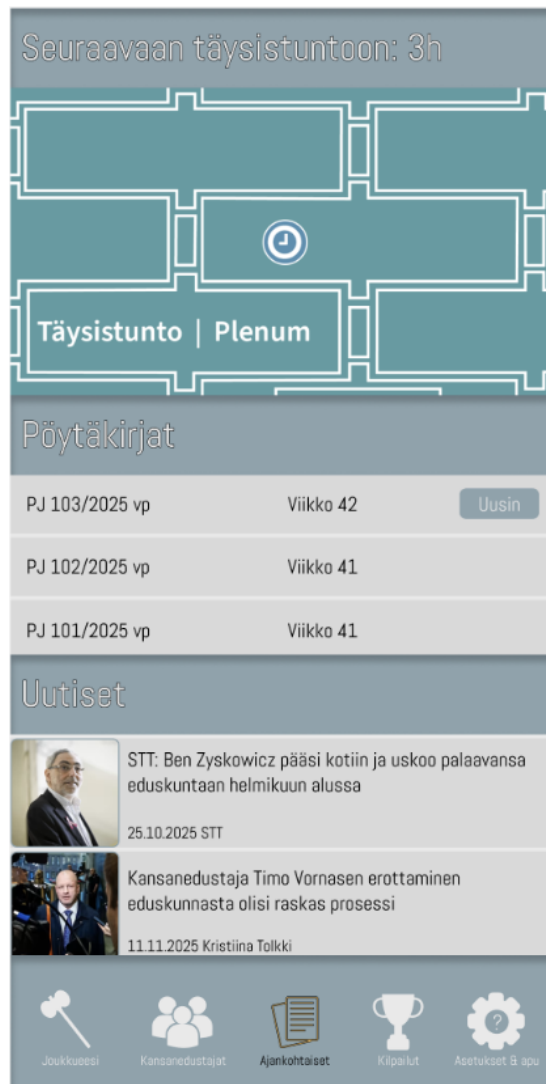 Seuraavaan täysistuntoon: 3h
Täysistunto | Plenum
Pöytäkirjat
PJ 103/2025 vp Viikko 42 Uusin
PJ 102/2025 vp Viikko 41
PJ 101/2025 vp Viikko 41
Uutiset
STT: Ben Zyskowicz pääsi kotiin ja uskoo palaavansa
eduskuntaan helmikuun alussa
25.10.2025 STT
Kansanedustaja Timo Vornasen erottaminen
eduskunnasta olisi raskas prosessi
11.11.2025 Kristiina Tolkki
Joukkueesi Kansanedustajat Ajankohtaiset Kilpailut Asetukset & apu